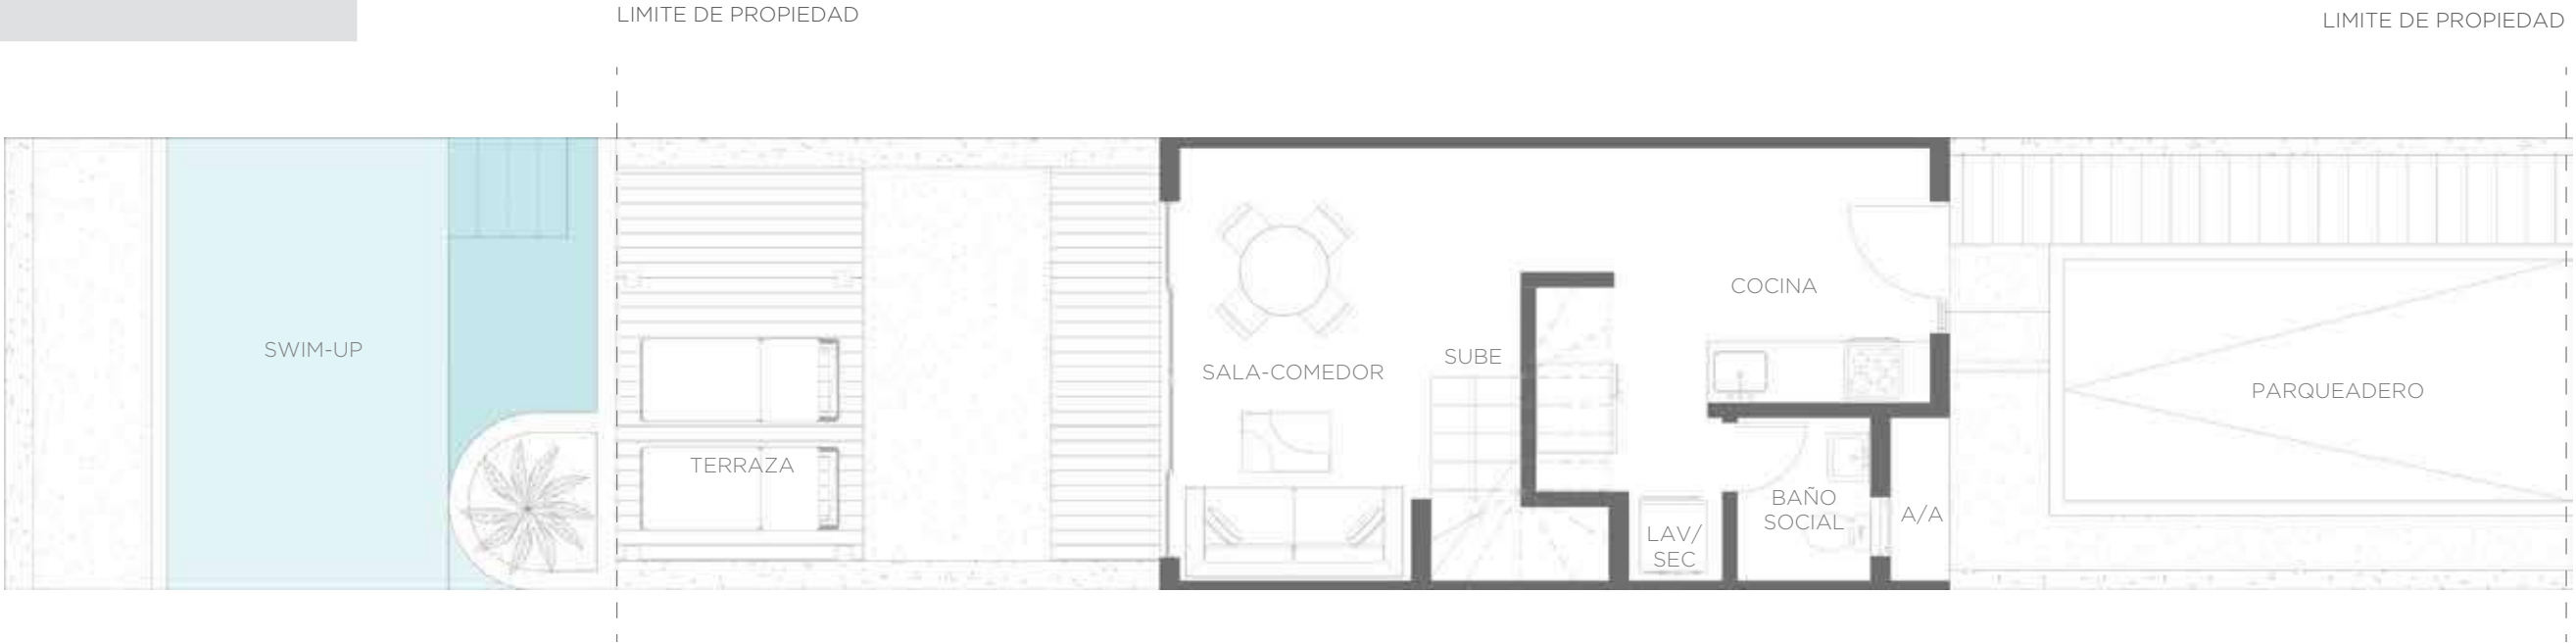 LIMITE DE PROPIEDAD
LIMITE DE PROPIEDAD
COCINA
SWIM-UP
SUBE
SALA-COMEDOR
PARQUEADERO
TERRAZA
BAÑO
SOCIAL
A/A
LAV/
SEC